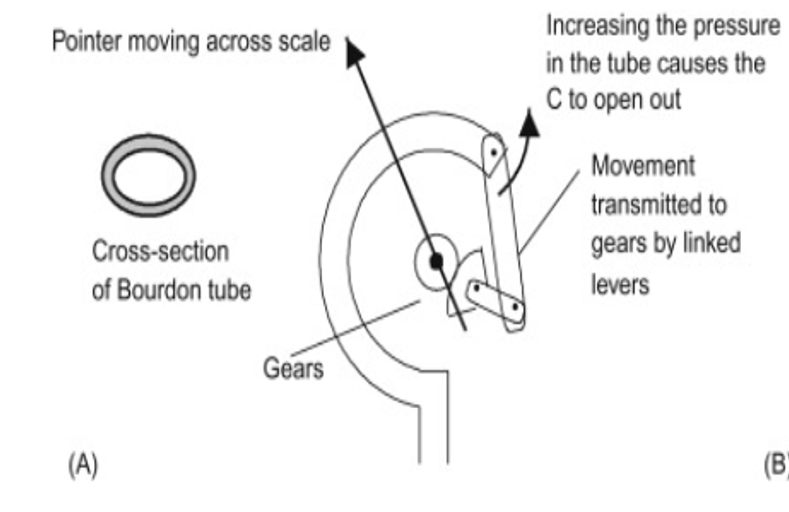 Pointer moving across scale
Increasing the pressure
in the tube causes the
C to open out
Movement
transmitted to
gears by linked
levers
Cross-section
of Bourdon tube
Gears
(A)
(B)